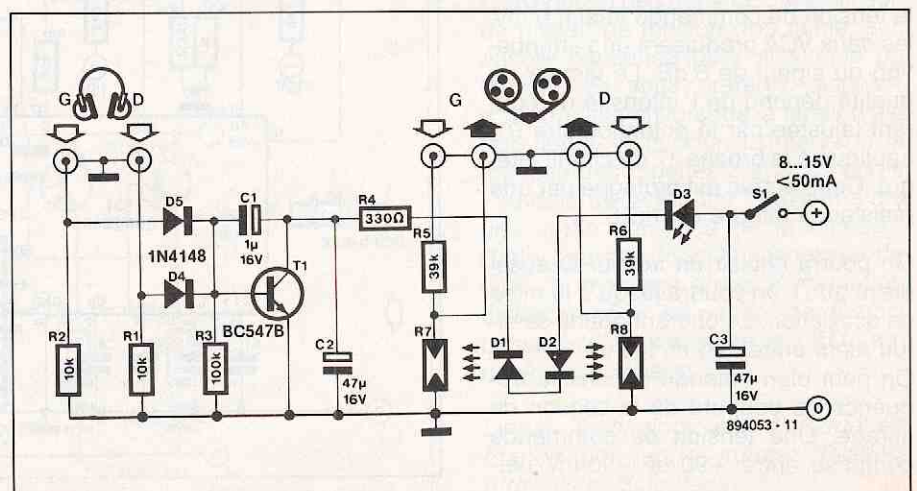 G D
G D
8...15V
<50mA
D3
S1
+
D5
C1
1µ
16V
R4
330Ω
1N4148
D4
T1
BC547B
R5
39k
R6
39k
R2
10k
R1
10k
R3
100k
C2
47µ
16V
R7
D1
D2
R8
C3
47µ
16V
0
894053 - 11